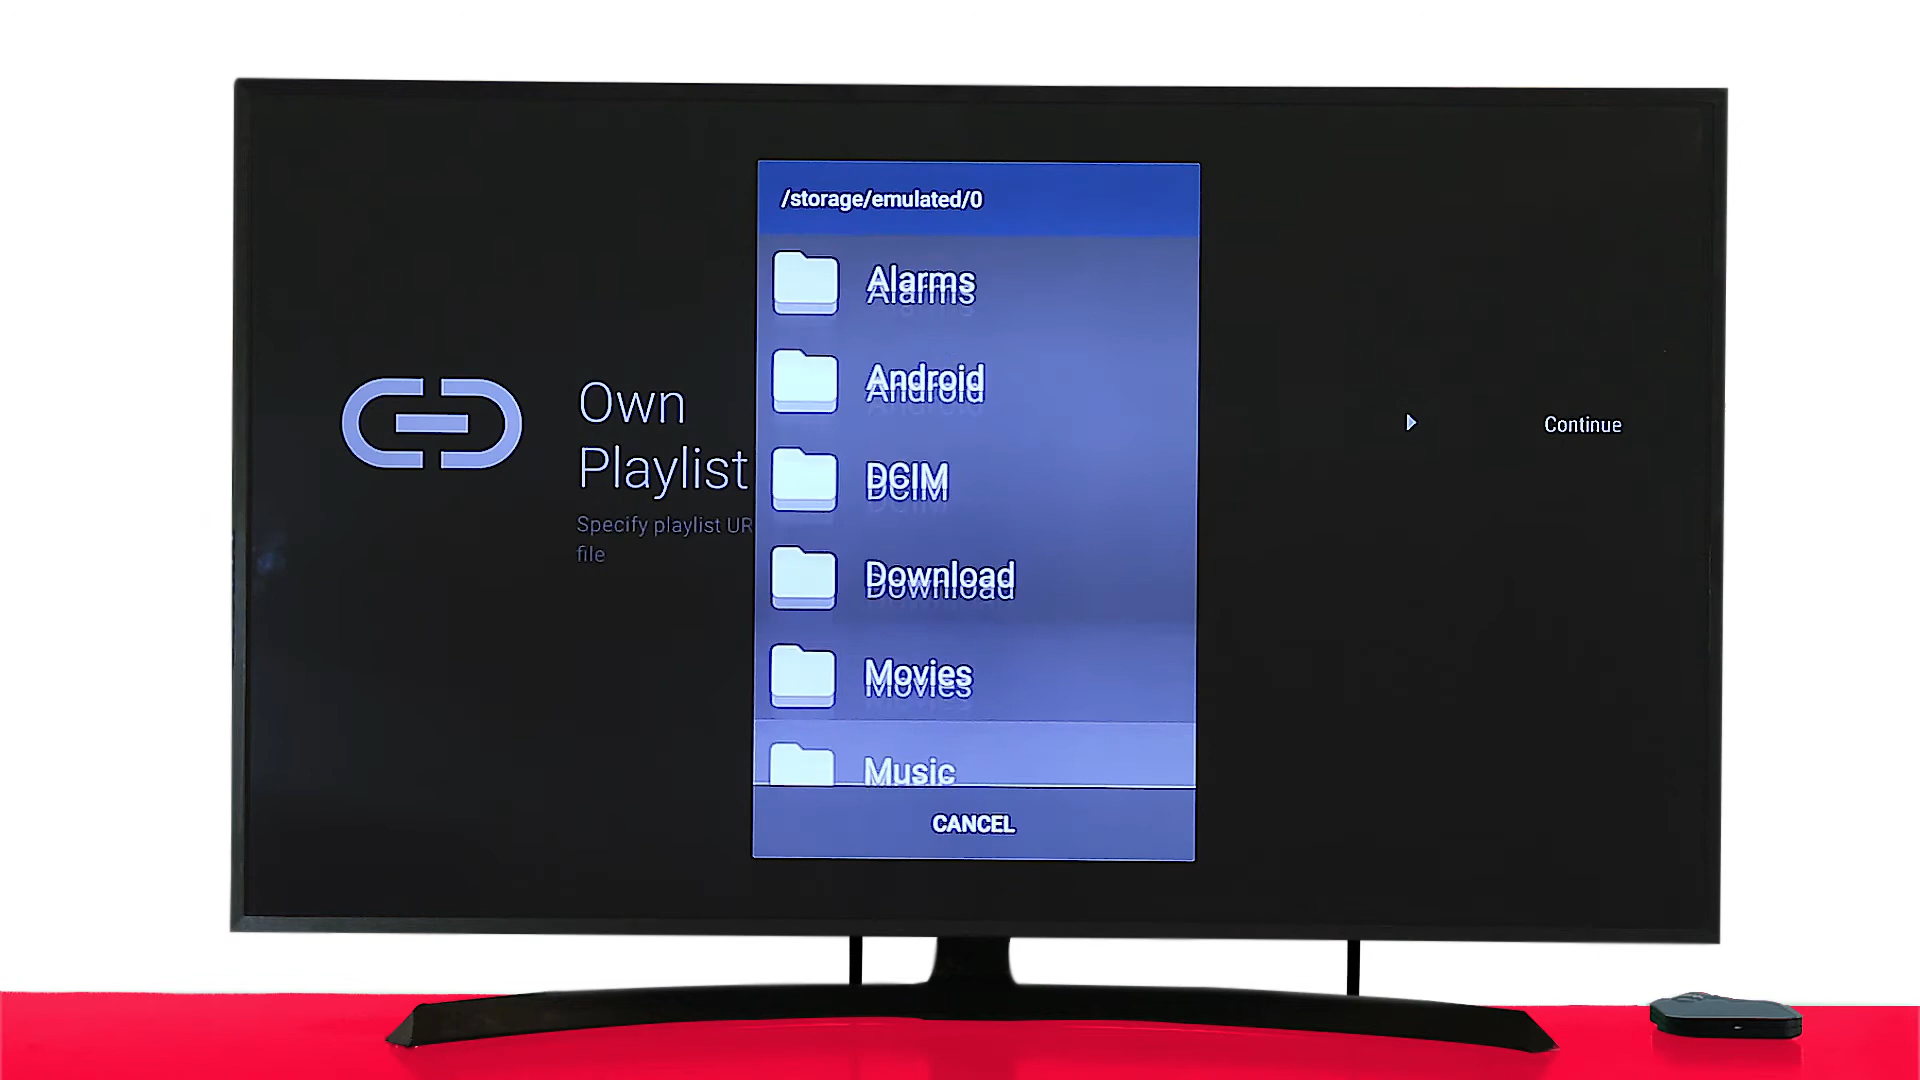 /storage/emulated/0
Alarms
Android
DCIM
Download
Movies
Music
CANCEL
Own
Playlist
Specify playlist UR
file
Continue